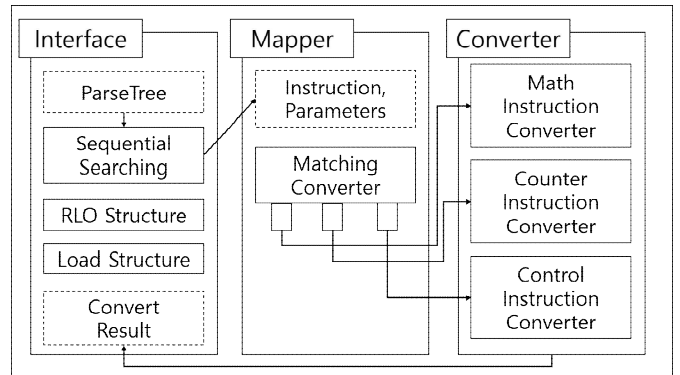 Interface
ParseTree
Sequential
Searching
RLO Structure
Load Structure
Convert
Result
Mapper
Instruction,
Parameters
Matching
Converter
Converter
Math
Instruction
Converter
Counter
Instruction
Converter
Control
Instruction
Converter